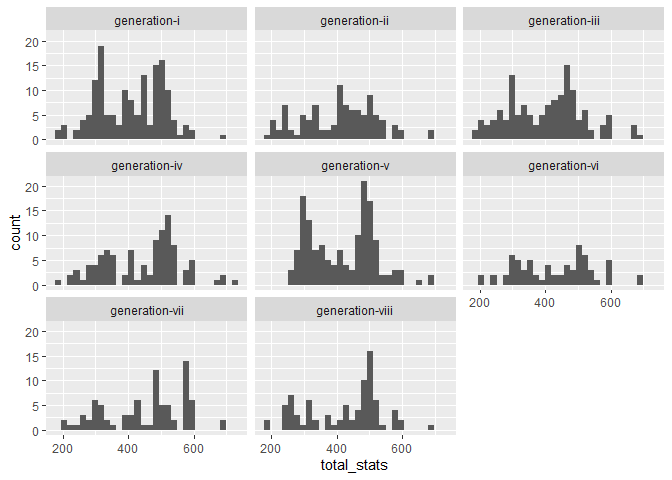 generation-i generation-ii generation-iii
20
15
10
5
0
generation-iv generation-v generation-vi
20
15
10
5
0
count
200 400 600
generation-vii generation-viii
20
15
10
5
0
200 400 600 200 400 600
total_stats